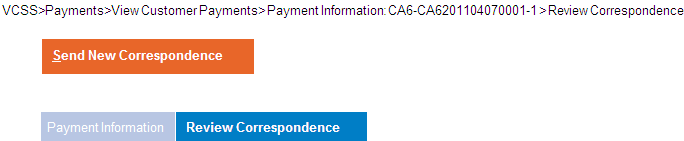 VCSS>Payments>View Customer Payments> Payment Information: CA6-CA6201104070001-1 > Review Correspondence
Send New Correspondence
Payment Information Review Correspondence